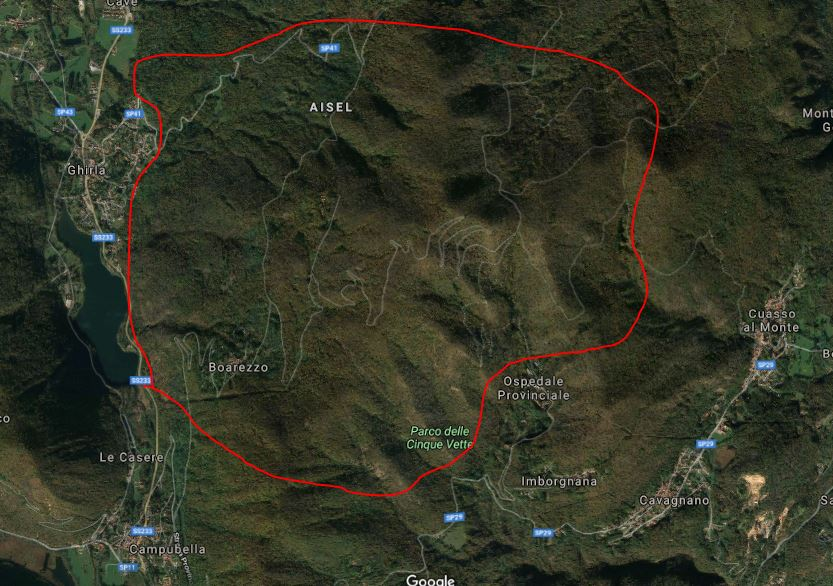 Cave
SS233
SP41
AISEL
SP43
SP41
Ghirla
SS233
Cuasso
al Monte
SP29
Boarezzo
SS233
Ospedale
Provinciale
Parco delle
Cinque Vette
SP29
Le Casere
Imborgnana
Cavagnano
SP29
SP29
SS233
Campubella
SP11
Google